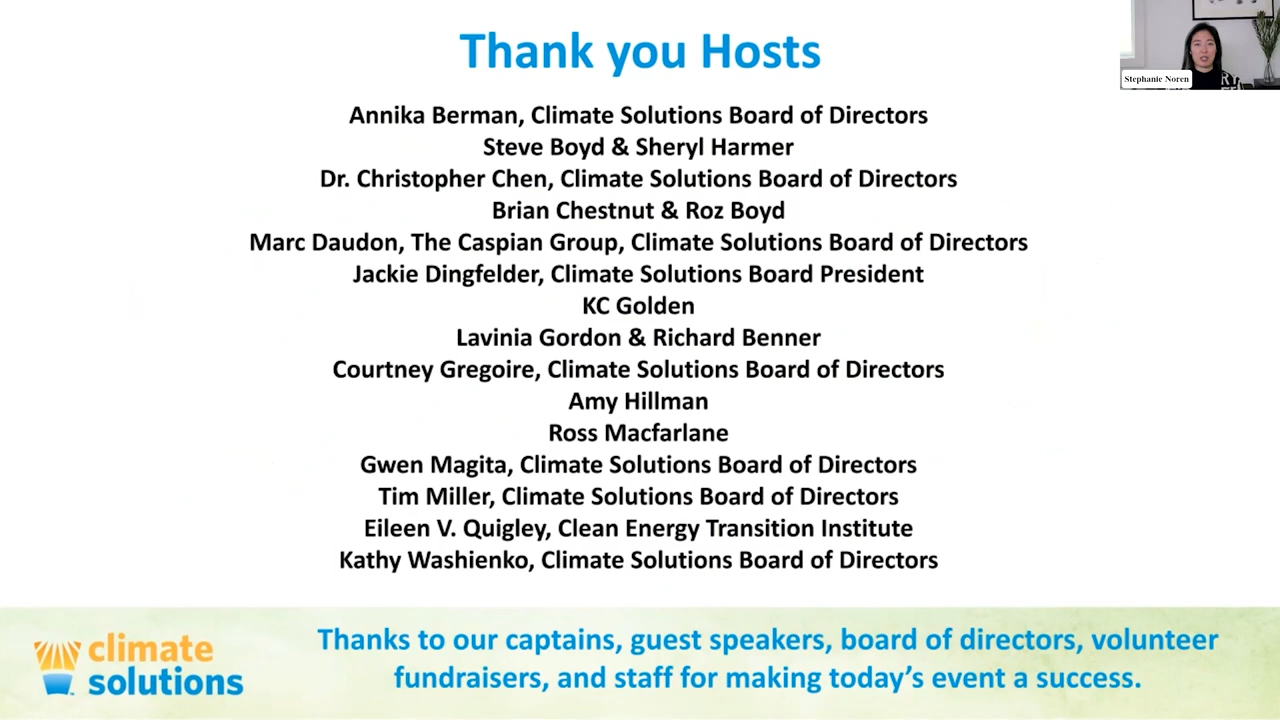 Thank you Hosts
Stephanie Noren
Annika Berman, Climate Solutions Board of Directors
Steve Boyd & Sheryl Harmer
Dr. Christopher Chen, Climate Solutions Board of Directors
Brian Chestnut & Roz Boyd
Marc Daudon, The Caspian Group, Climate Solutions Board of Directors
Jackie Dingfelder, Climate Solutions Board President
KC Golden
Lavinia Gordon & Richard Benner
Courtney Gregoire, Climate Solutions Board of Directors
Amy Hillman
Ross Macfarlane
Gwen Magita, Climate Solutions Board of Directors
Tim Miller, Climate Solutions Board of Directors
Eileen V. Quigley, Clean Energy Transition Institute
Kathy Washienko, Climate Solutions Board of Directors
climate
solutions
Thanks to our captains, guest speakers, board of directors, volunteer
fundraisers, and staff for making today’s event a success.